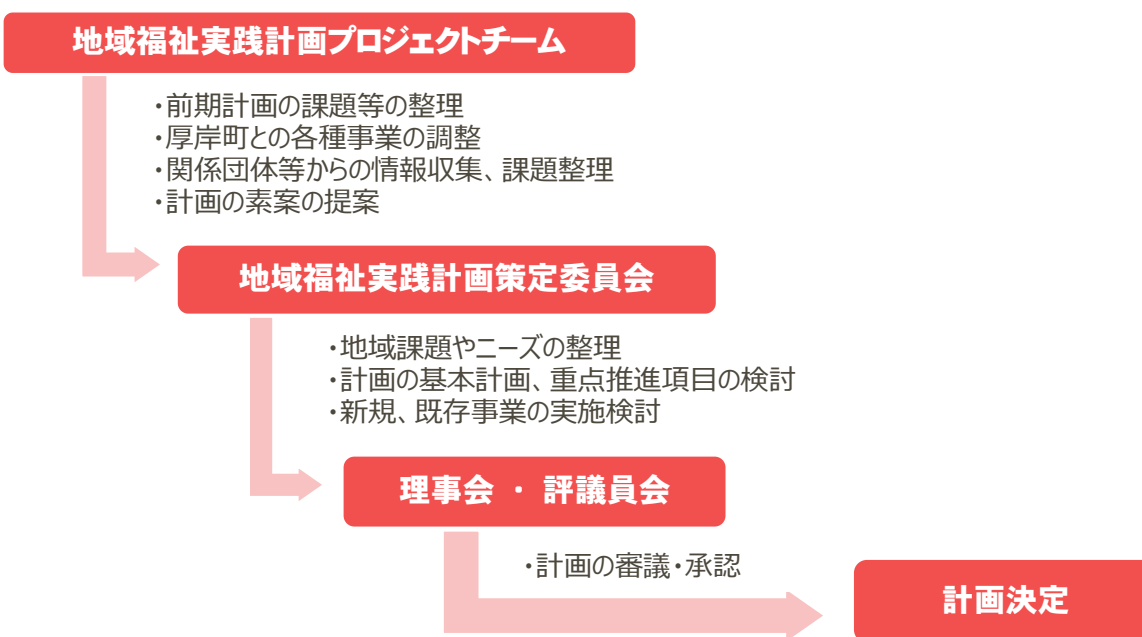 地域福祉実践計画プロジェクトチーム
・前期計画の課題等の整理
・厚岸町との各種事業の調整
・関係団体等からの情報収集、課題整理
・計画の素案の提案
地域福祉実践計画策定委員会
・地域課題やニーズの整理
・計画の基本計画、重点推進項目の検討
・新規、既存事業の実施検討
理事会 ・ 評議員会
・計画の審議・承認
計画決定